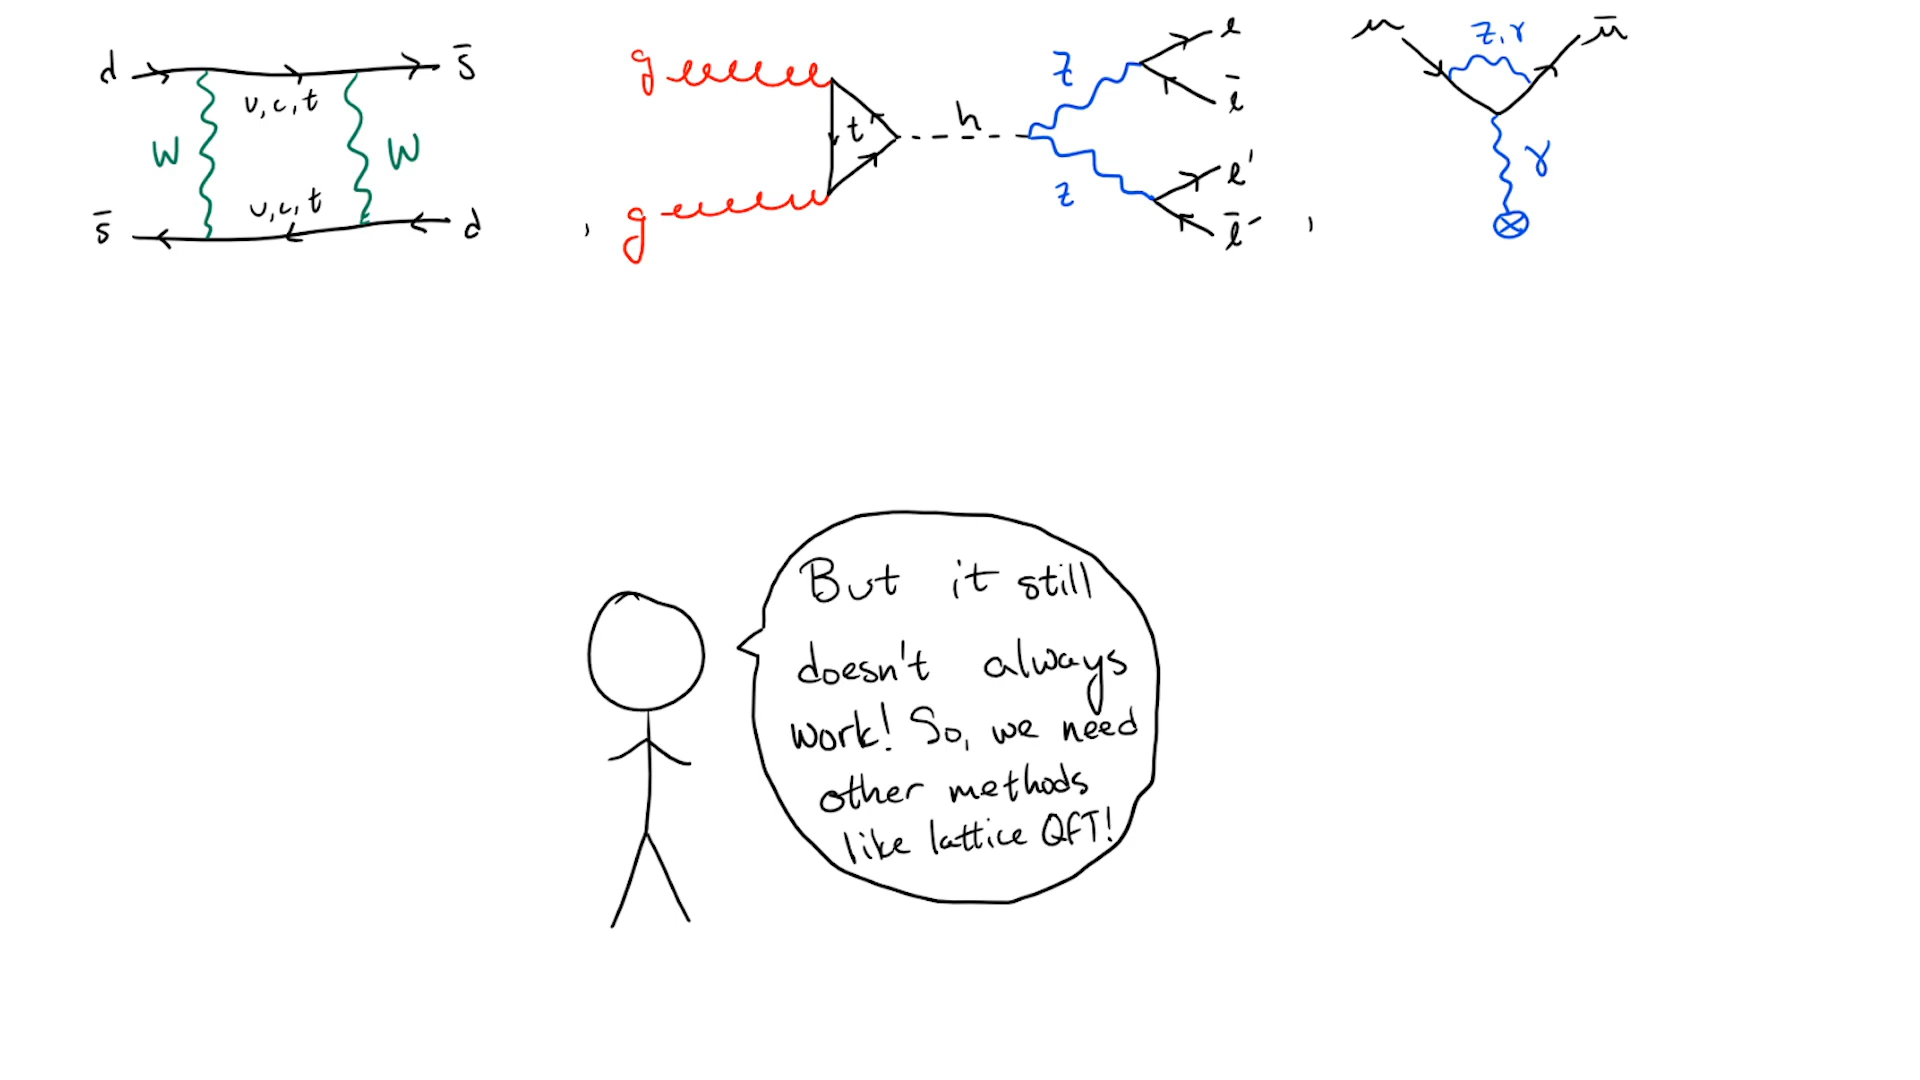 d u, c, t s̄
W W
s̄ u, c, t d
,
g t h Z l l̄
g Z l' l̄'
,
μ Z, γ μ̄
γ
But it still
doesn't always
work! So, we need
other methods
like lattice QFT!